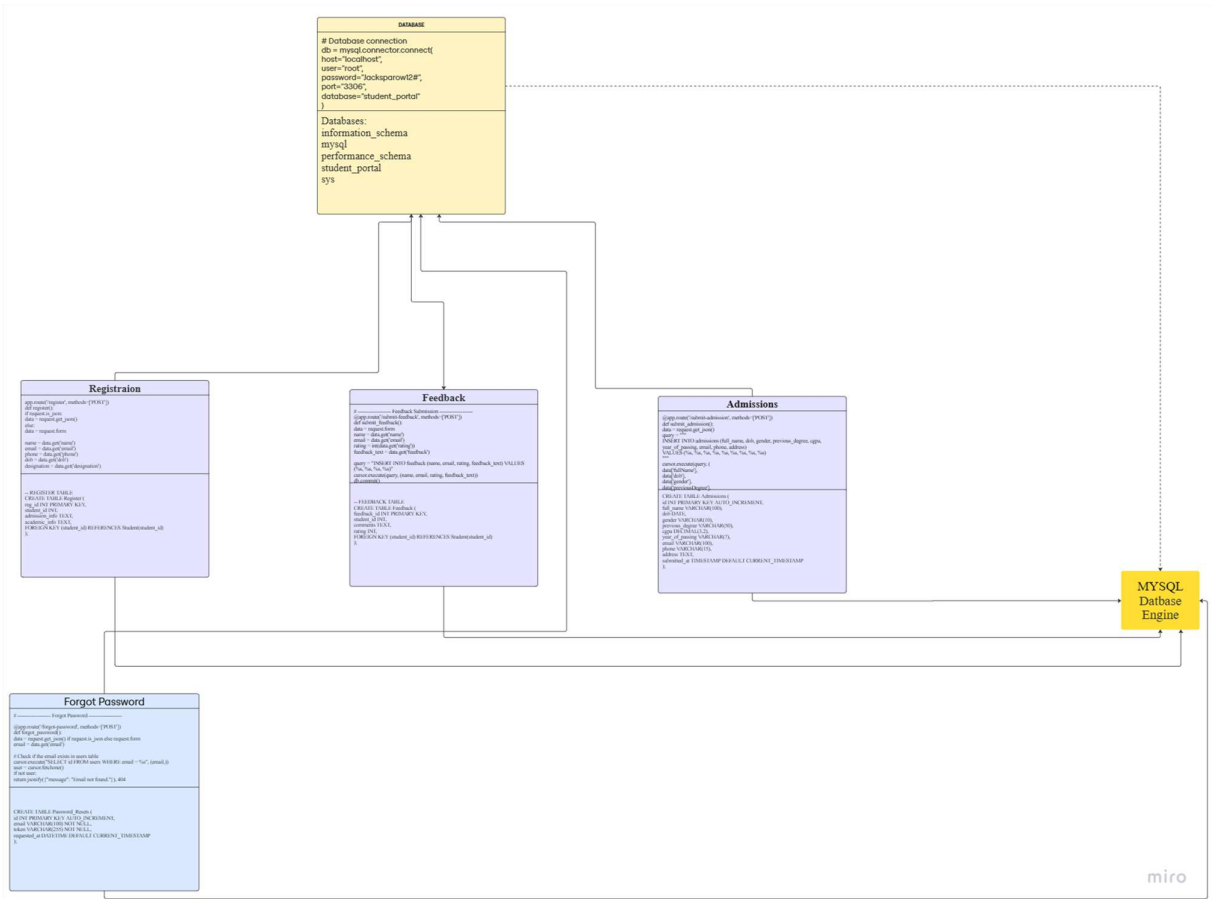 DATABASE
# Database connection
db = mysql.connector.connect(
host="localhost",
user="root",
password="Jacksparow12#",
port="3306",
database="student_portal"
)
Databases:
information_schema
mysql
performance_schema
student_portal
sys
Registraion
app.route('/register', methods=['POST'])
def register():
if request.is_json:
data = request.get_json()
else:
data = request.form
name = data.get('name')
email = data.get('email')
phone = data.get('phone')
dob = data.get('dob')
designation = data.get('designation')
-- REGISTER TABLE
CREATE TABLE Register (
reg_id INT PRIMARY KEY,
student_id INT,
admission_info TEXT,
academic_info TEXT,
FOREIGN KEY (student_id) REFERENCES Student(student_id)
);
Feedback
# -------------------- Feedback Submission --------------------
@app.route('/submit-feedback', methods=['POST'])
def submit_feedback():
data = request.form
name = data.get('name')
email = data.get('email')
rating = int(data.get('rating'))
feedback_text = data.get('feedback')
query = "INSERT INTO feedback (name, email, rating, feedback_text) VALUES
(%s, %s, %s, %s)"
cursor.execute(query, (name, email, rating, feedback_text))
db.commit()
-- FEEDBACK TABLE
CREATE TABLE Feedback (
feedback_id INT PRIMARY KEY,
student_id INT,
comments TEXT,
rating INT,
FOREIGN KEY (student_id) REFERENCES Student(student_id)
);
Admissions
@app.route('/submit-admission', methods=['POST'])
def submit_admission():
data = request.get_json()
query = """
INSERT INTO admissions (full_name, dob, gender, previous_degree, cgpa,
year_of_passing, email, phone, address)
VALUES (%s, %s, %s, %s, %s, %s, %s, %s, %s)
"""
cursor.execute(query, (
data['fullName'],
data['dob'],
data['gender'],
data['previousDegree'],
CREATE TABLE Admissions (
id INT PRIMARY KEY AUTO_INCREMENT,
full_name VARCHAR(100),
dob DATE,
gender VARCHAR(10),
previous_degree VARCHAR(50),
cgpa DECIMAL(3,2),
year_of_passing VARCHAR(7),
email VARCHAR(100),
phone VARCHAR(15),
address TEXT,
submitted_at TIMESTAMP DEFAULT CURRENT_TIMESTAMP
);
MYSQL
Datbase
Engine
Forgot Password
# -------------------- Forgot Password --------------------
@app.route('/forgot-password', methods=['POST'])
def forgot_password():
data = request.get_json() if request.is_json else request.form
email = data.get('email')
# Check if the email exists in users table
cursor.execute("SELECT id FROM users WHERE email = %s", (email,))
user = cursor.fetchone()
if not user:
return jsonify({"message": "Email not found."}), 404
CREATE TABLE Password_Resets (
id INT PRIMARY KEY AUTO_INCREMENT,
email VARCHAR(100) NOT NULL,
token VARCHAR(255) NOT NULL,
requested_at DATETIME DEFAULT CURRENT_TIMESTAMP
);
miro